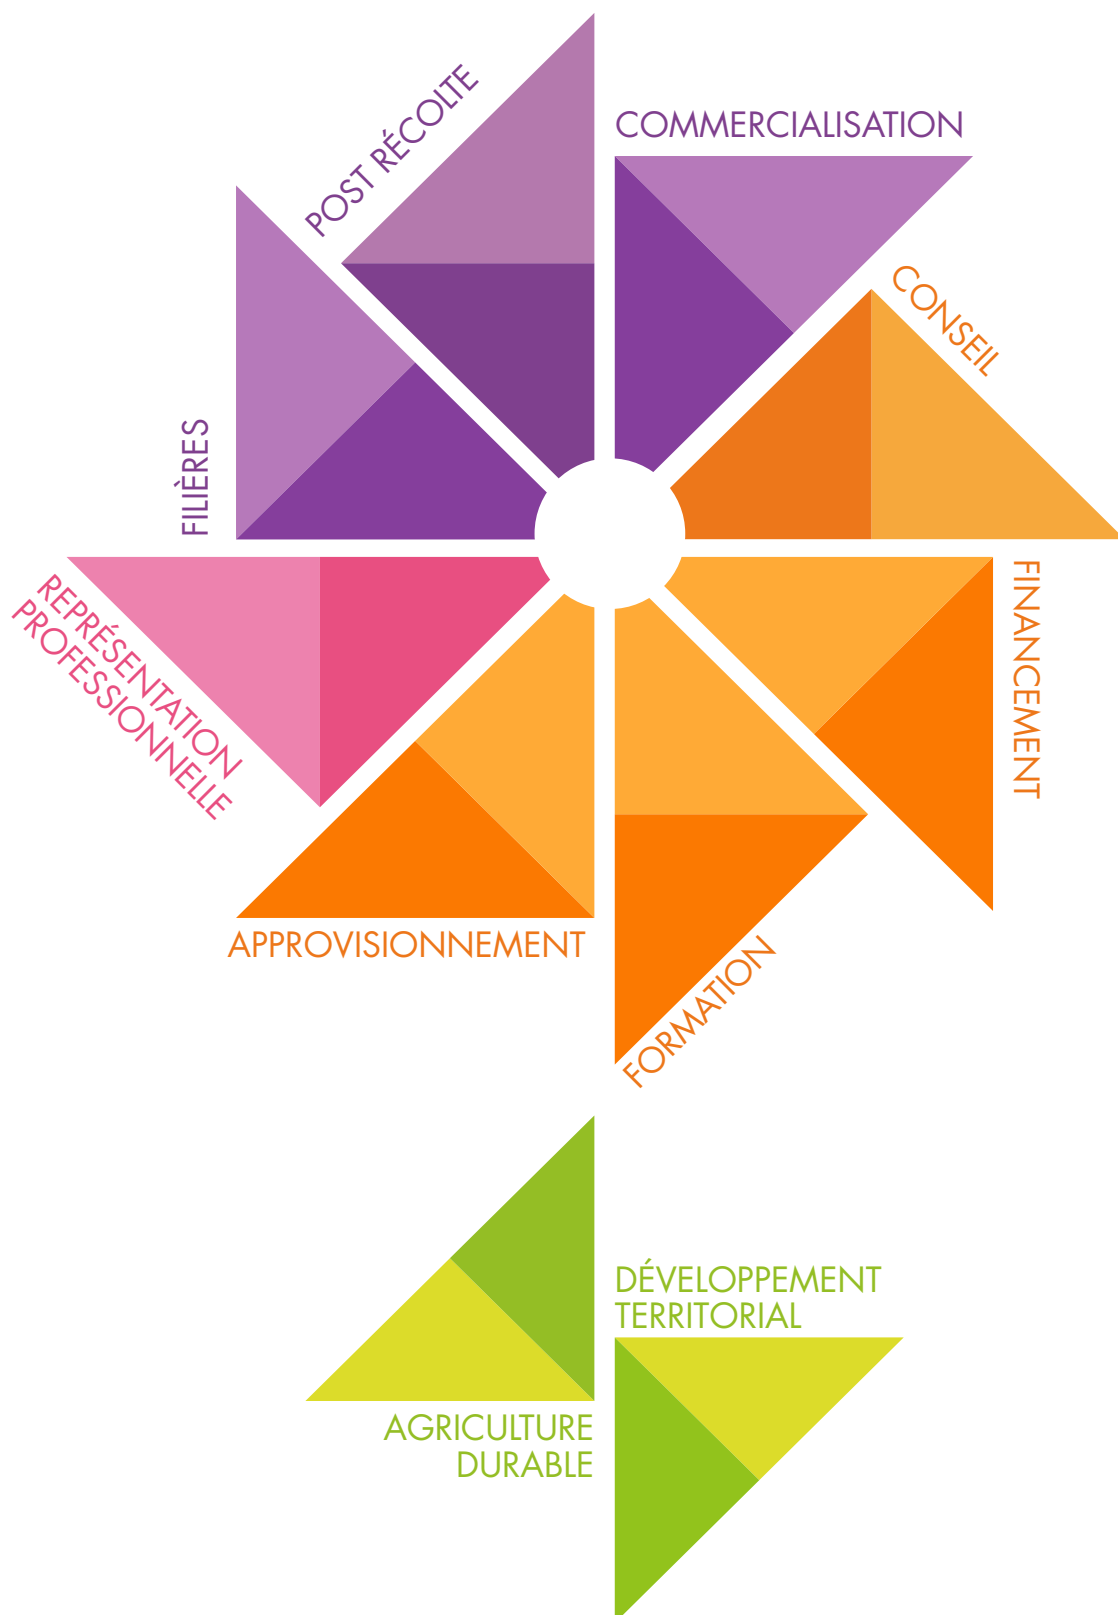 POST RÉCOLTE
COMMERCIALISATION
CONSEIL
FILIÈRES
FINANCEMENT
REPRÉSENTATION
PROFESSIONNELLE
APPROVISIONNEMENT
FORMATION
DÉVELOPPEMENT
TERRITORIAL
AGRICULTURE
DURABLE